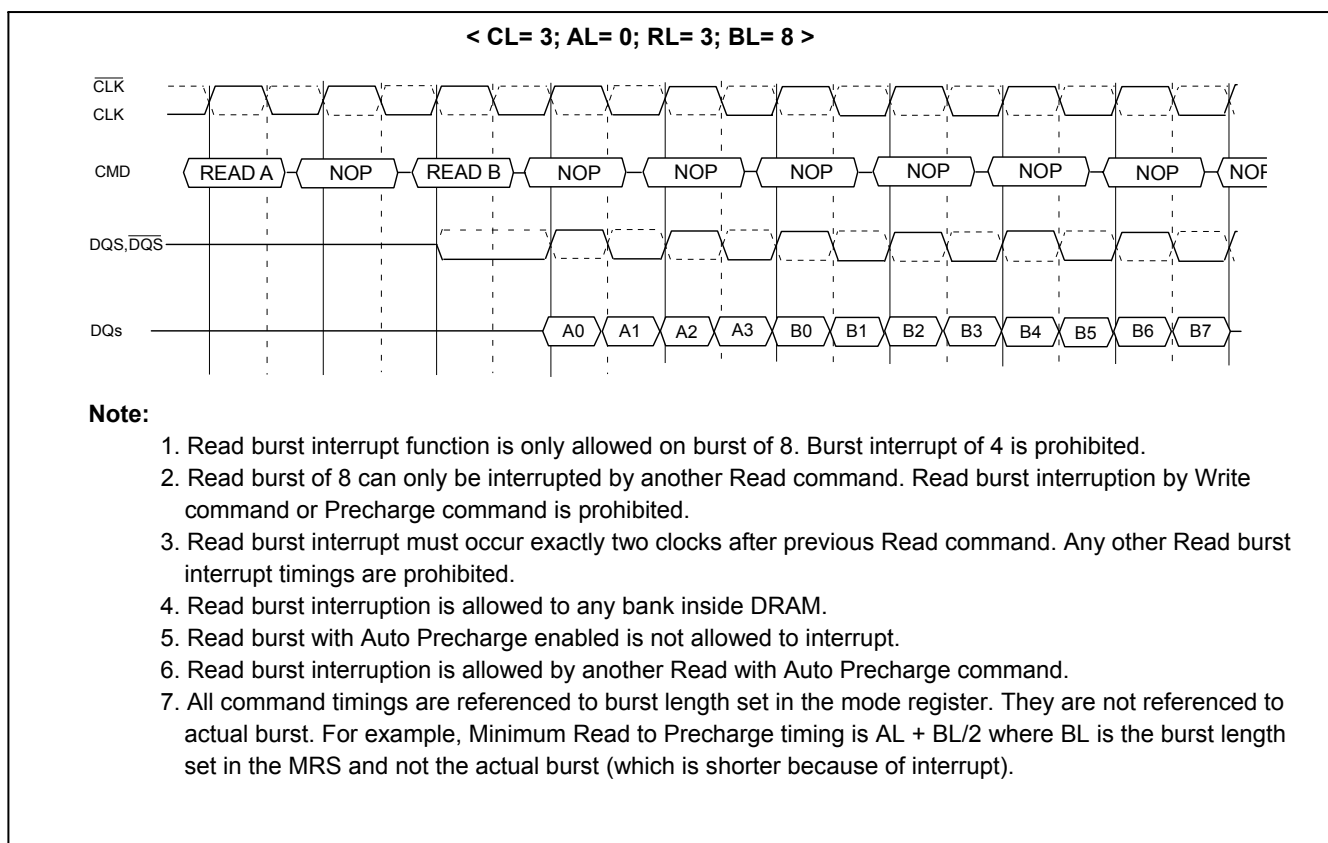 < CL= 3; AL= 0; RL= 3; BL= 8 >
CLK
CLK
CMD READ A NOP READ B NOP NOP NOP NOP NOP NOP NOP
DQS,DQS
DQs A0 A1 A2 A3 B0 B1 B2 B3 B4 B5 B6 B7
Note:
1. Read burst interrupt function is only allowed on burst of 8. Burst interrupt of 4 is prohibited.
2. Read burst of 8 can only be interrupted by another Read command. Read burst interruption by Write
command or Precharge command is prohibited.
3. Read burst interrupt must occur exactly two clocks after previous Read command. Any other Read burst
interrupt timings are prohibited.
4. Read burst interruption is allowed to any bank inside DRAM.
5. Read burst with Auto Precharge enabled is not allowed to interrupt.
6. Read burst interruption is allowed by another Read with Auto Precharge command.
7. All command timings are referenced to burst length set in the mode register. They are not referenced to
actual burst. For example, Minimum Read to Precharge timing is AL + BL/2 where BL is the burst length
set in the MRS and not the actual burst (which is shorter because of interrupt).